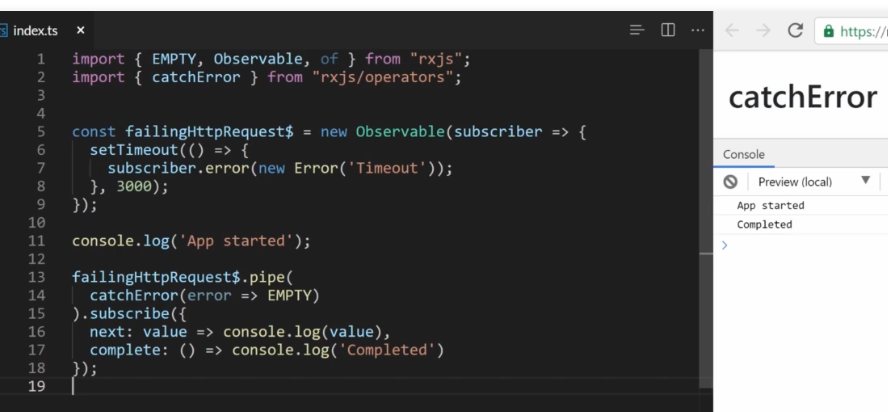 index.ts
1 import { EMPTY, Observable, of } from "rxjs";
2 import { catchError } from "rxjs/operators";
3
4
5 const failingHttpRequest$ = new Observable(subscriber => {
6 setTimeout(() => {
7 subscriber.error(new Error('Timeout'));
8 }, 3000);
9 });
10
11 console.log('App started');
12
13 failingHttpRequest$.pipe(
14 catchError(error => EMPTY)
15 ).subscribe({
16 next: value => console.log(value),
17 complete: () => console.log('Completed')
18 });
19
https://
catchError
Console
Preview (local)
App started
Completed